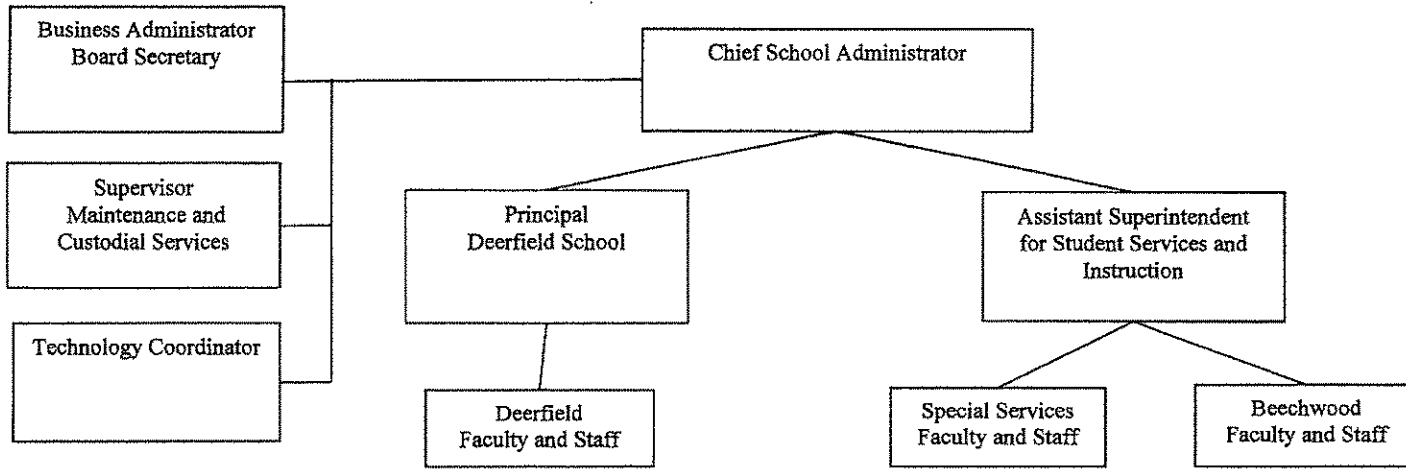 Business Administrator
Board Secretary
Chief School Administrator
Supervisor
Maintenance and
Custodial Services
Principal
Deerfield School
Assistant Superintendent
for Student Services and
Instruction
Technology Coordinator
Deerfield
Faculty and Staff
Special Services
Faculty and Staff
Beechwood
Faculty and Staff